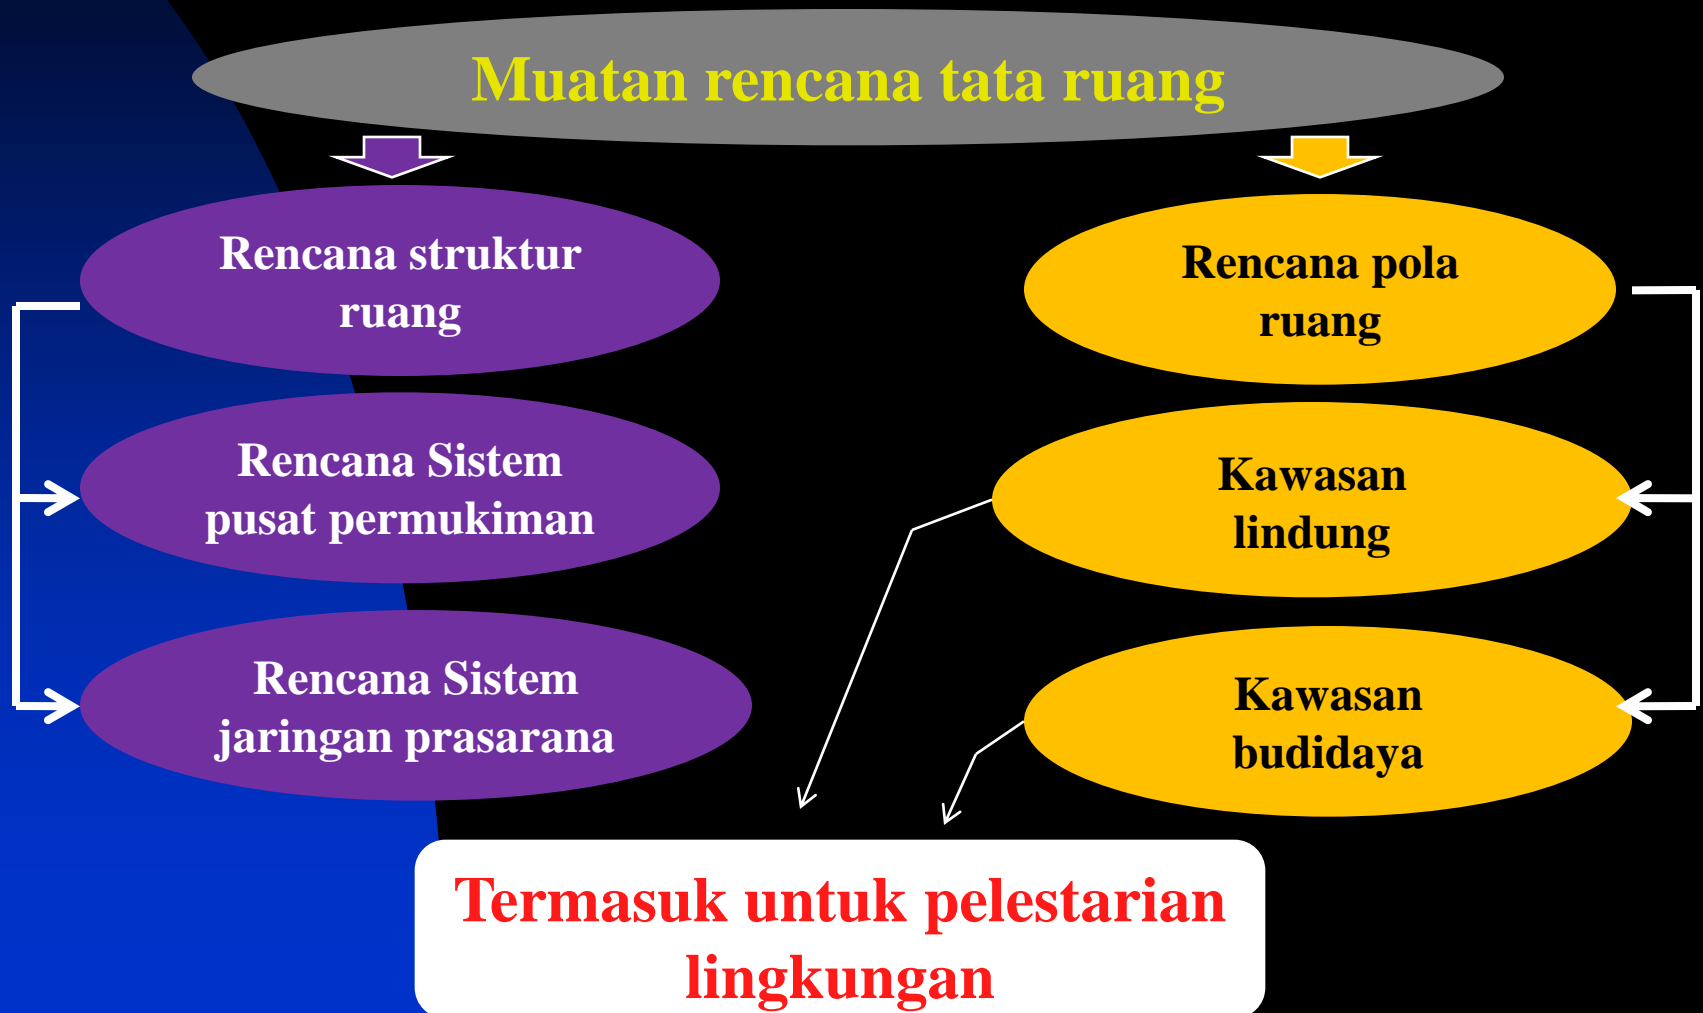 Muatan rencana tata ruang
Rencana struktur
ruang
Rencana pola
ruang
Rencana Sistem
pusat permukiman
Kawasan
lindung
Rencana Sistem
jaringan prasarana
Kawasan
budidaya
Termasuk untuk pelestarian
lingkungan